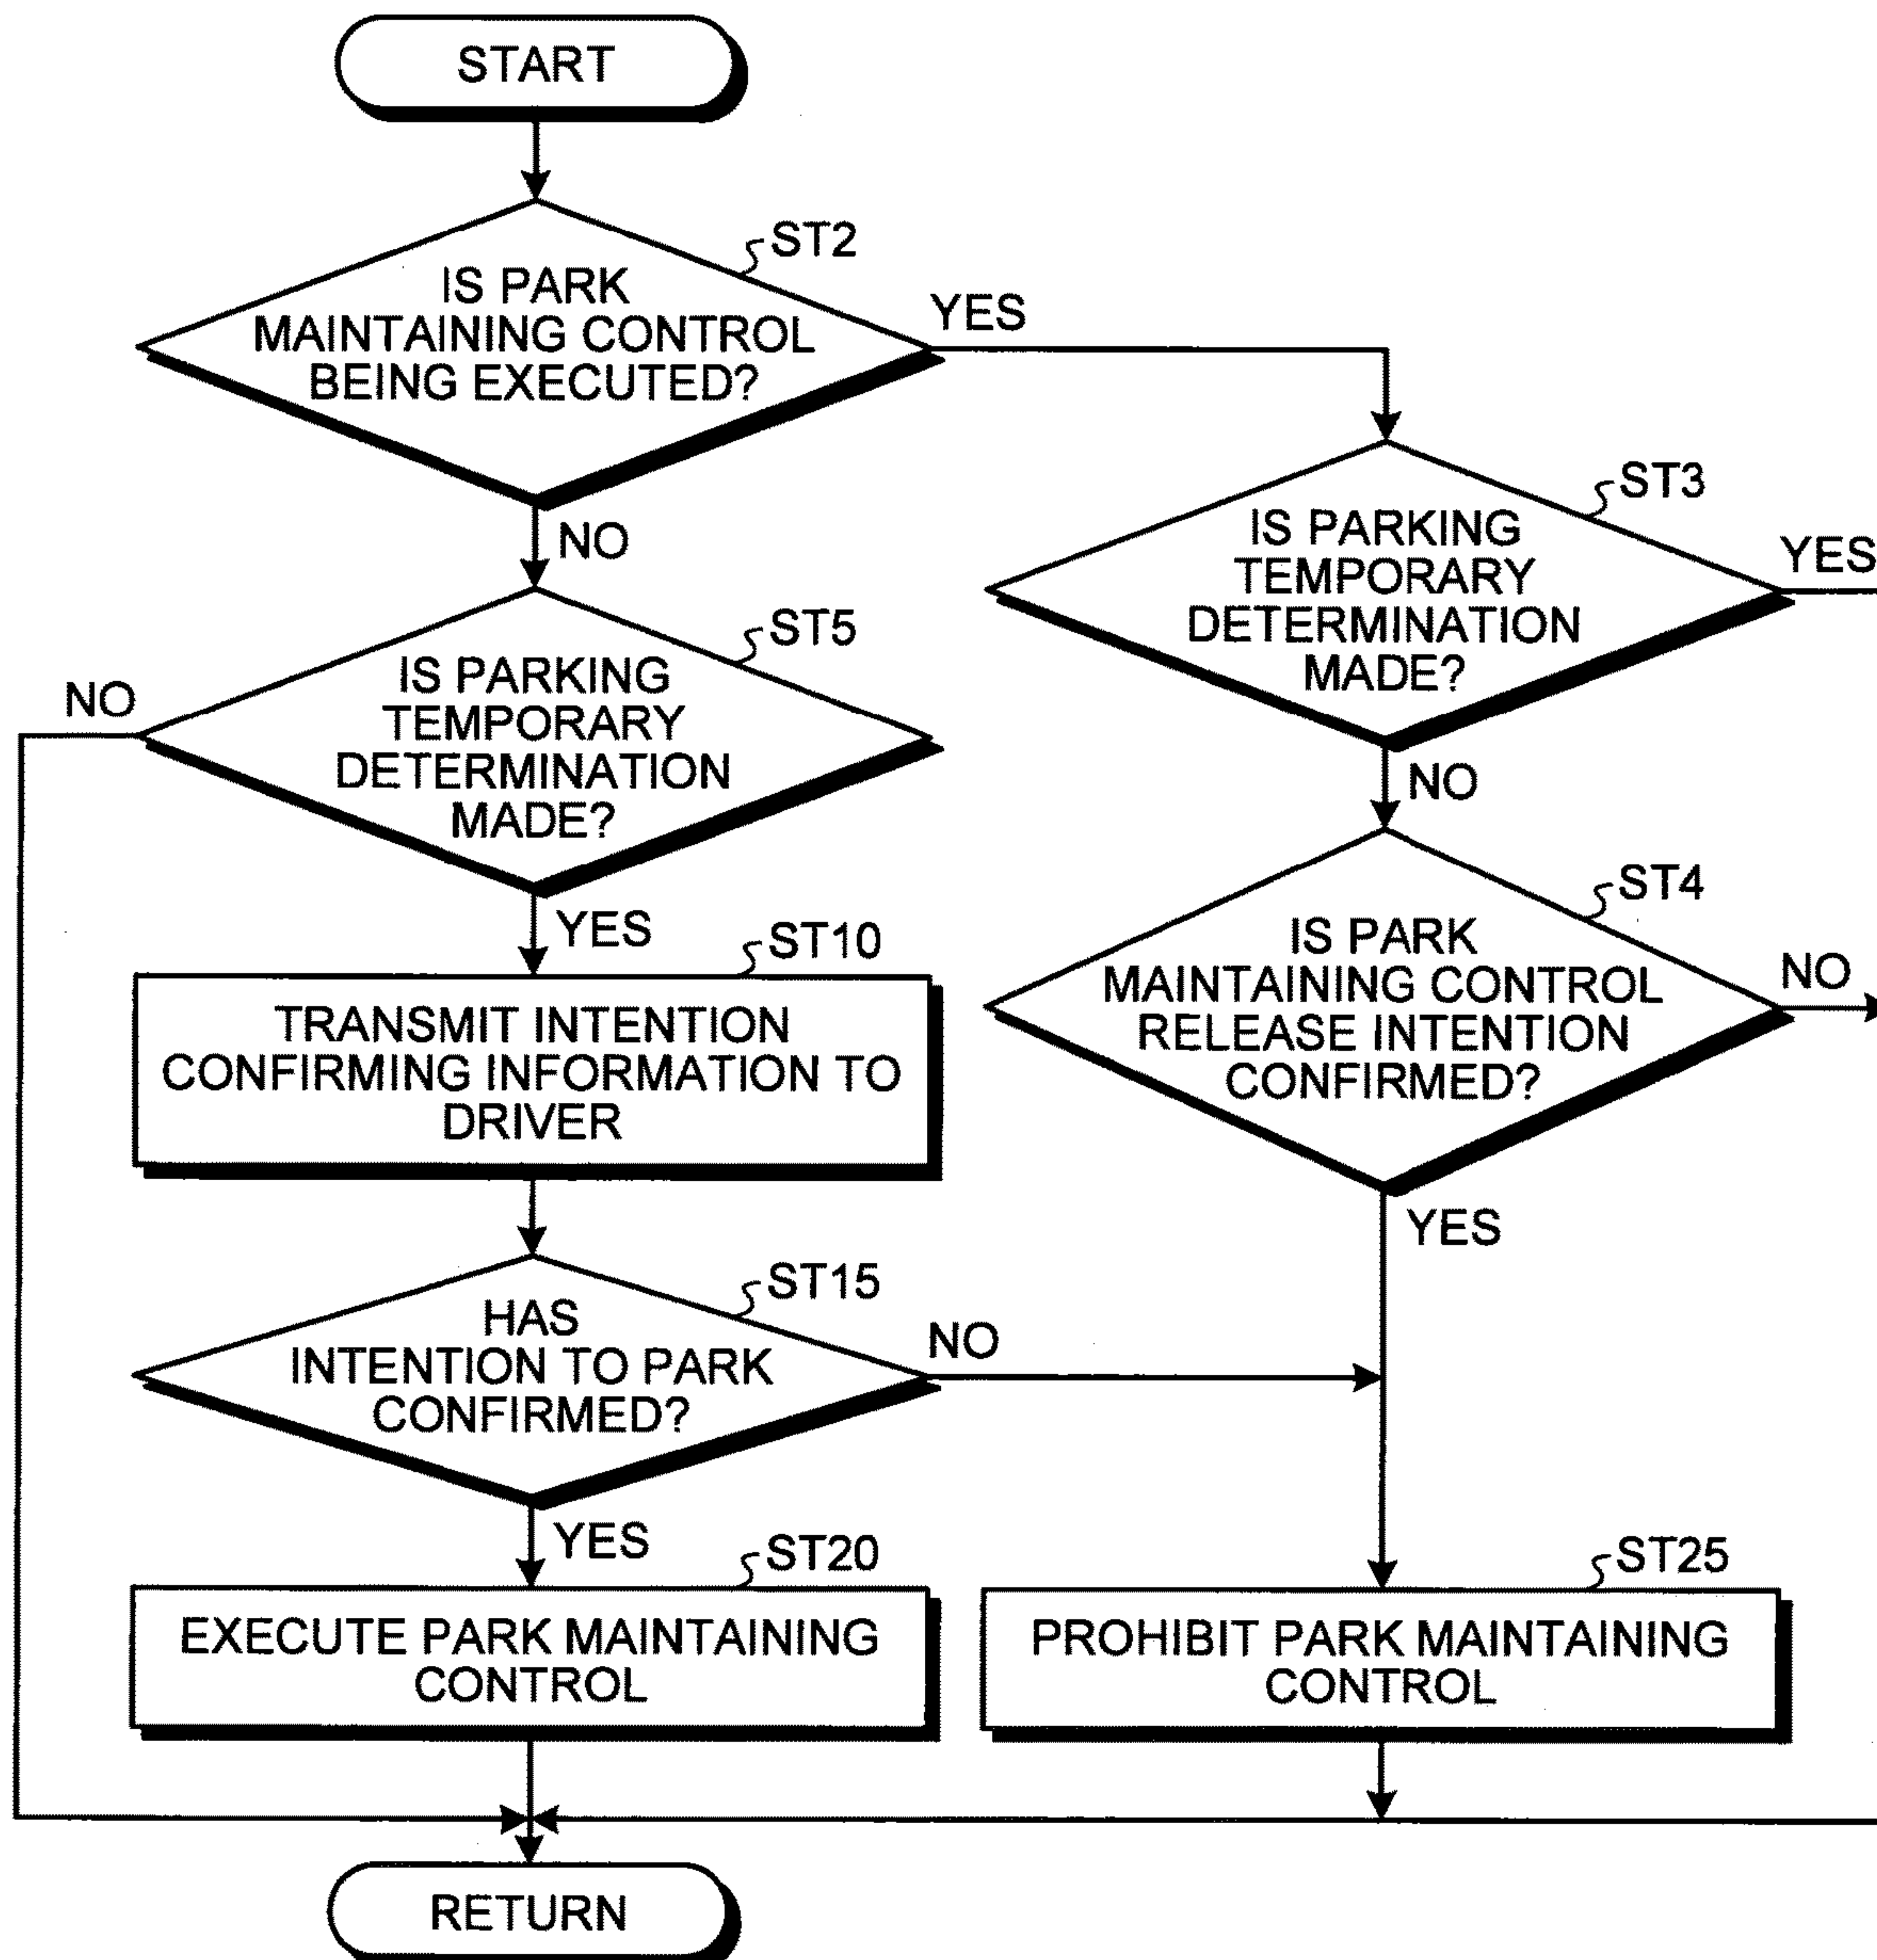 START
ST2
IS PARK
MAINTAINING CONTROL
BEING EXECUTED?
YES
NO
ST3
IS PARKING
TEMPORARY
DETERMINATION
MADE?
YES
NO
ST5
IS PARKING
TEMPORARY
DETERMINATION
MADE?
NO
YES
ST4
IS PARK
MAINTAINING CONTROL
RELEASE INTENTION
CONFIRMED?
NO
YES
ST10
TRANSMIT INTENTION
CONFIRMING INFORMATION TO
DRIVER
ST15
HAS
INTENTION TO PARK
CONFIRMED?
NO
YES
ST20
EXECUTE PARK MAINTAINING
CONTROL
ST25
PROHIBIT PARK MAINTAINING
CONTROL
RETURN